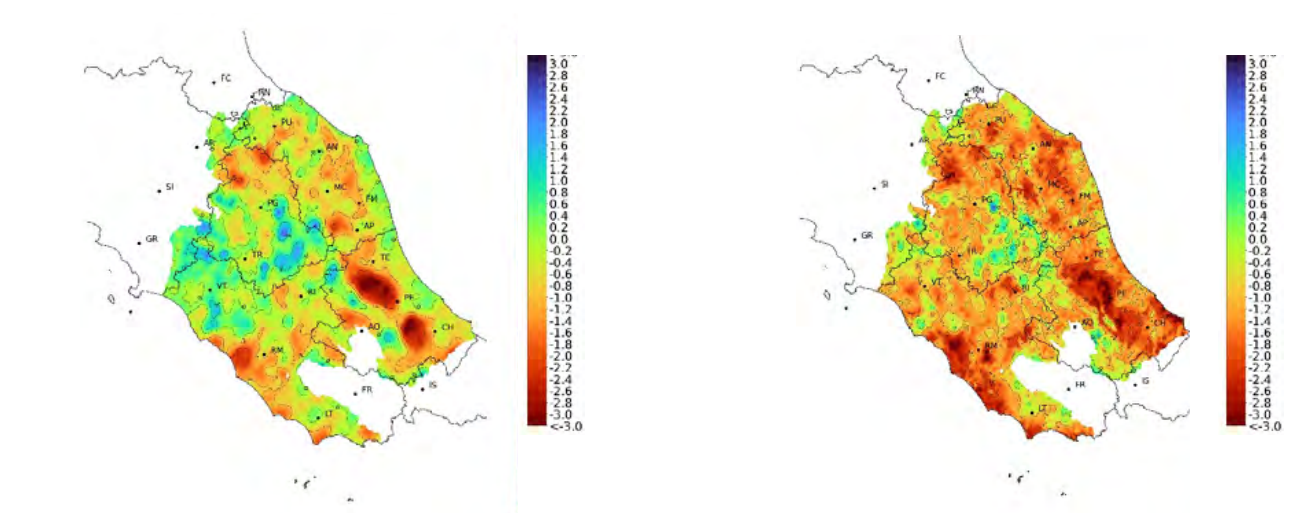 3.0
2.8
2.6
2.4
2.2
2.0
1.8
1.6
1.4
1.2
1.0
0.8
0.6
0.4
0.2
0.0
-0.2
-0.4
-0.6
-0.8
-1.0
-1.2
-1.4
-1.6
-1.8
-2.0
-2.2
-2.4
-2.6
-2.8
-3.0
<-3.0
FC
PU
AR
AN
SI
MC
PG
FM
AP
GR
TR
TE
VT
RI
PE
AQ
CH
RM
FR
IS
LT
3.0
2.8
2.6
2.4
2.2
2.0
1.8
1.6
1.4
1.2
1.0
0.8
0.6
0.4
0.2
0.0
-0.2
-0.4
-0.6
-0.8
-1.0
-1.2
-1.4
-1.6
-1.8
-2.0
-2.2
-2.4
-2.6
-2.8
-3.0
<-3.0
FC
PU
AR
AN
SI
MC
PG
FM
AP
GR
TR
TE
VT
RI
PE
AQ
CH
RM
FR
IS
LT